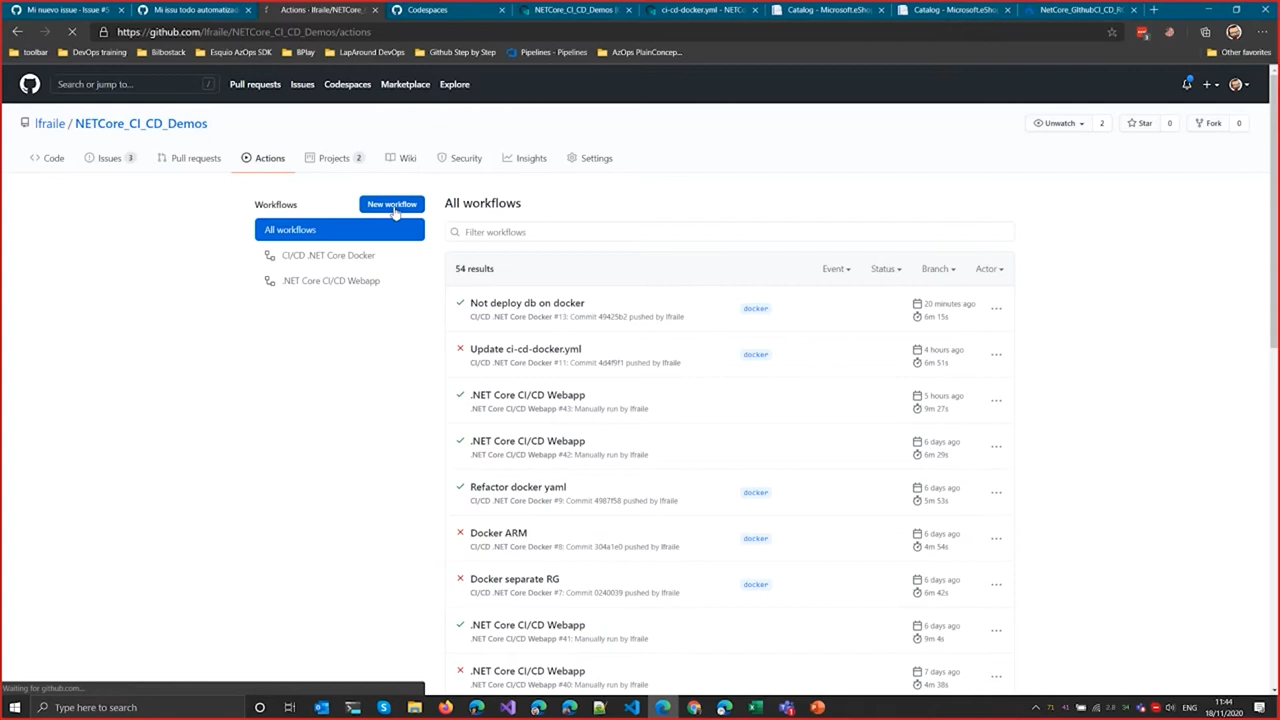 Mi nuevo issue · Issue #5
Mi issu todo automatizad
Actions · lfraile/NETCore_
Codespaces
NETCore_CI_CD_Demos
ci-cd-docker.yml - NETCo
Catalog - Microsoft.eShop
Catalog - Microsoft.eShop
NetCore_GithubCI_CD_R
https://github.com/lfraile/NETCore_CI_CD_Demos/actions
toolbar
DevOps training
Bilbostack
Esquio AzOps SDK
BPlay
LapAround DevOps
Github Step by Step
Pipelines - Pipelines
AzOps PlainConcep...
Other favorites
Search or jump to...
/
Pull requests
Issues
Codespaces
Marketplace
Explore
lfraile / NETCore_CI_CD_Demos
Unwatch 2
Star 0
Fork 0
Code
Issues 3
Pull requests
Actions
Projects 2
Wiki
Security
Insights
Settings
Workflows
New workflow
All workflows
CI/CD .NET Core Docker
.NET Core CI/CD Webapp
All workflows
Filter workflows
54 results
Event
Status
Branch
Actor
Not deploy db on docker
CI/CD .NET Core Docker #13: Commit 49425b2 pushed by lfraile
docker
20 minutes ago
6m 15s
Update ci-cd-docker.yml
CI/CD .NET Core Docker #11: Commit 4d4f9f1 pushed by lfraile
docker
4 hours ago
6m 51s
.NET Core CI/CD Webapp
.NET Core CI/CD Webapp #43: Manually run by lfraile
5 hours ago
9m 27s
.NET Core CI/CD Webapp
.NET Core CI/CD Webapp #42: Manually run by lfraile
6 days ago
6m 29s
Refactor docker yaml
CI/CD .NET Core Docker #9: Commit 4987f58 pushed by lfraile
docker
6 days ago
5m 53s
Docker ARM
CI/CD .NET Core Docker #8: Commit 304a1e0 pushed by lfraile
docker
6 days ago
4m 54s
Docker separate RG
CI/CD .NET Core Docker #7: Commit 0240039 pushed by lfraile
docker
6 days ago
6m 42s
.NET Core CI/CD Webapp
.NET Core CI/CD Webapp #41: Manually run by lfraile
6 days ago
9m 4s
.NET Core CI/CD Webapp
.NET Core CI/CD Webapp #40: Manually run by lfraile
7 days ago
4m 38s
Waiting for github.com...
Type here to search
ENG
11:44
18/11/2020